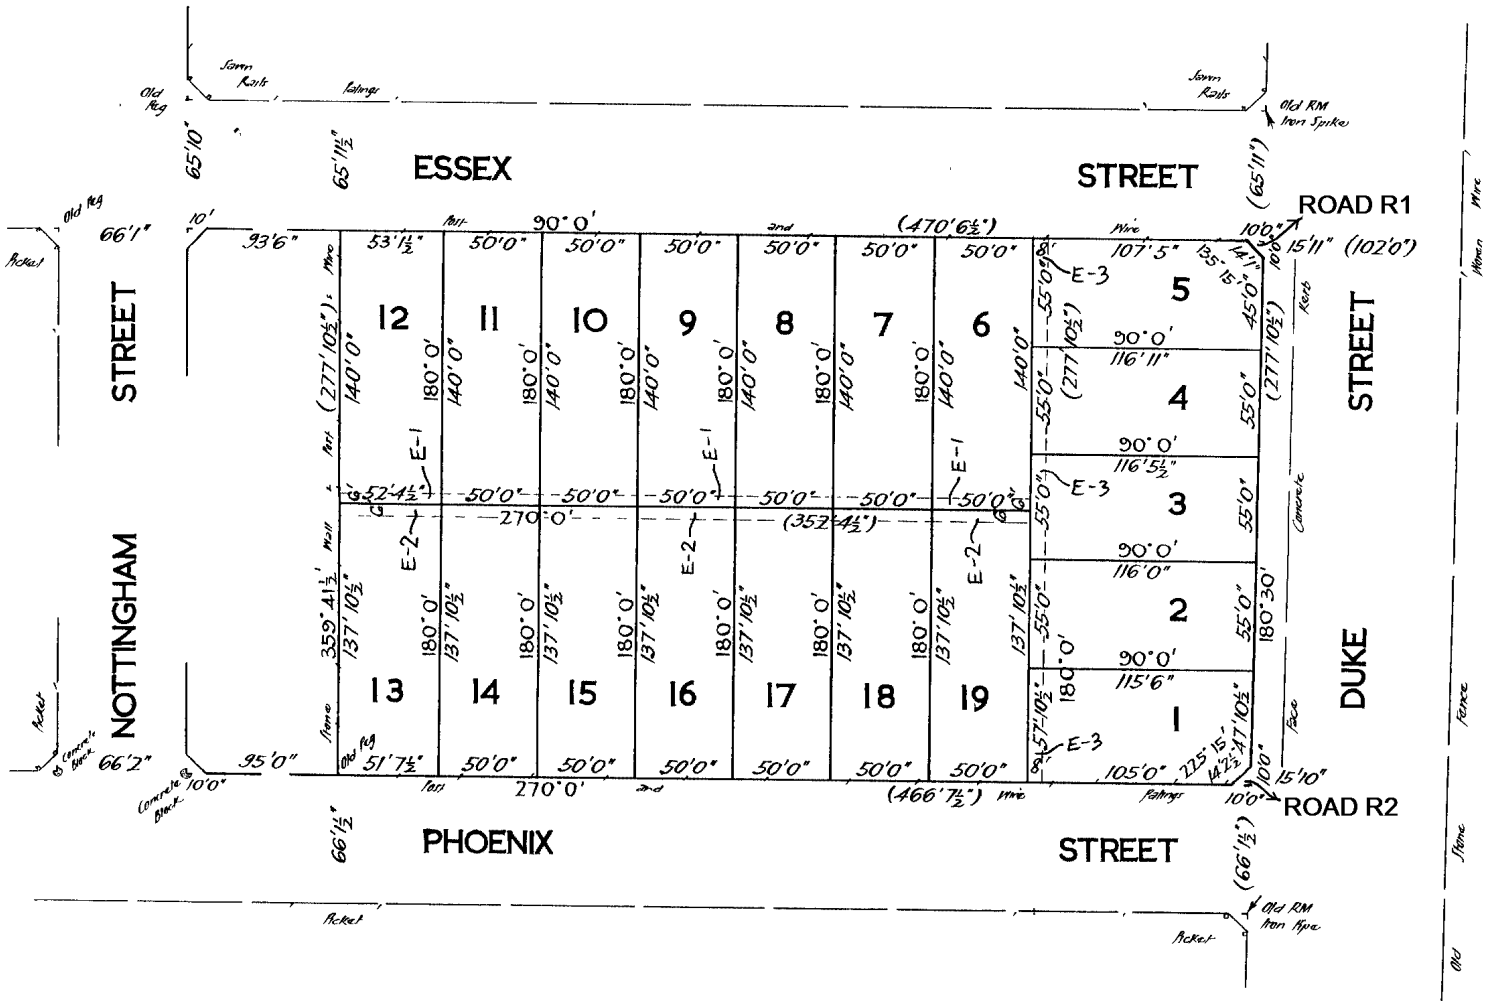 Sawn
Rails
Palings
Old
Peg
Sawn
Rails
Old RM
Iron Spike
65'10"
65'11½"
(65'11")
ESSEX STREET
ROAD R1
Old Peg
66'1"
10'
93'6"
Post
90°0'
and
(470'6½")
Wire
10'0"
10'0"
15'11" (102'0")
Picket
53'1½" 50'0" 50'0" 50'0" 50'0" 50'0" 50'0" 8' 107'5"
135°15'
14'1"
E-3
Wire
Woven
Wire
12 11 10 9 8 7 6 5
55'0"
45'0"
Kerb
STREET
STREET
(277'10½")
(277'10½")
(277'10½")
90°0'
116'11"
140'0"
180°0' 140'0"
180°0' 140'0"
180°0' 140'0"
180°0' 140'0"
180°0' 140'0"
180°0' 140'0"
140'0"
55'0"
4
55'0"
90°0'
116'5½"
Post
E-1 E-1 E-1
E-3
6' 52'4½" 50'0" 50'0" 50'0" 50'0" 50'0" 50'0" 6'
55'0"
3
55'0"
Concrete
6'
270°0'
(352'4½")
6'
E-2 E-2 E-2
Wall
90°0'
116'0"
359°41½'
137'10½"
180°0' 137'10½"
180°0' 137'10½"
180°0' 137'10½"
180°0' 137'10½"
180°0' 137'10½"
180°0' 137'10½"
137'10½"
55'0"
2
55'0"
180°30'
NOTTINGHAM
DUKE
90°0'
115'6"
180°0'
13 14 15 16 17 18 19 1
57'10½"
47'10½"
Face
Fence
Picket
Stone
E-3
225°15'
14'2½"
Concrete
Block
66'2"
Concrete
Block
10'0"
95'0"
Old Peg
51'7½" 50'0" 50'0" 50'0" 50'0" 50'0" 50'0" 8' 105'0"
10'0"
15'10"
Post
270°0'
and
(466'7½")
Wire
Palings
10'0"
ROAD R2
66'1½"
PHOENIX STREET
(66'1½")
Stone
Picket
Picket
Old RM
Iron Pipe
Old